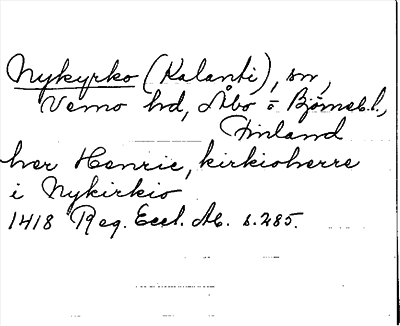 Nykyrko (Kalanti), sn,
Vemo hd, Åbo o Björneb.l.,
Finland
her Henric, kirkioherre
i Nykirkio
1418 Reg. Eccl. Ab. s.285.